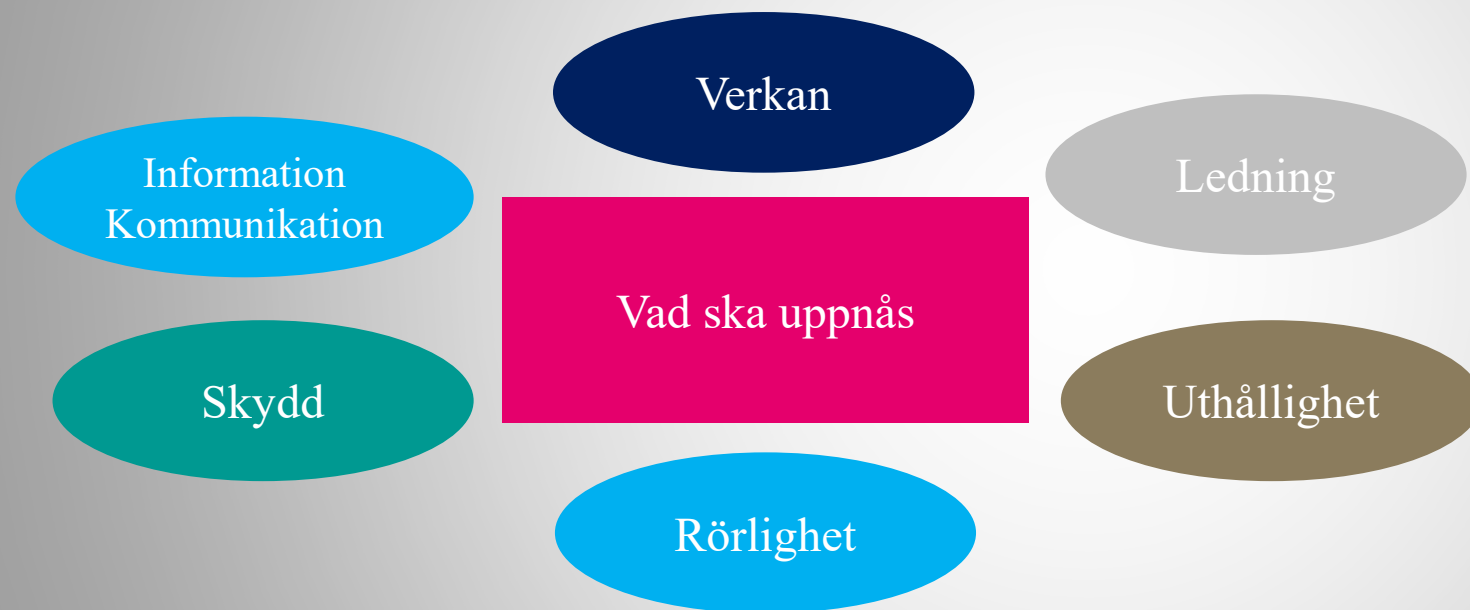 Verkan
Information
Kommunikation
Ledning
Vad ska uppnås
Skydd
Uthållighet
Rörlighet